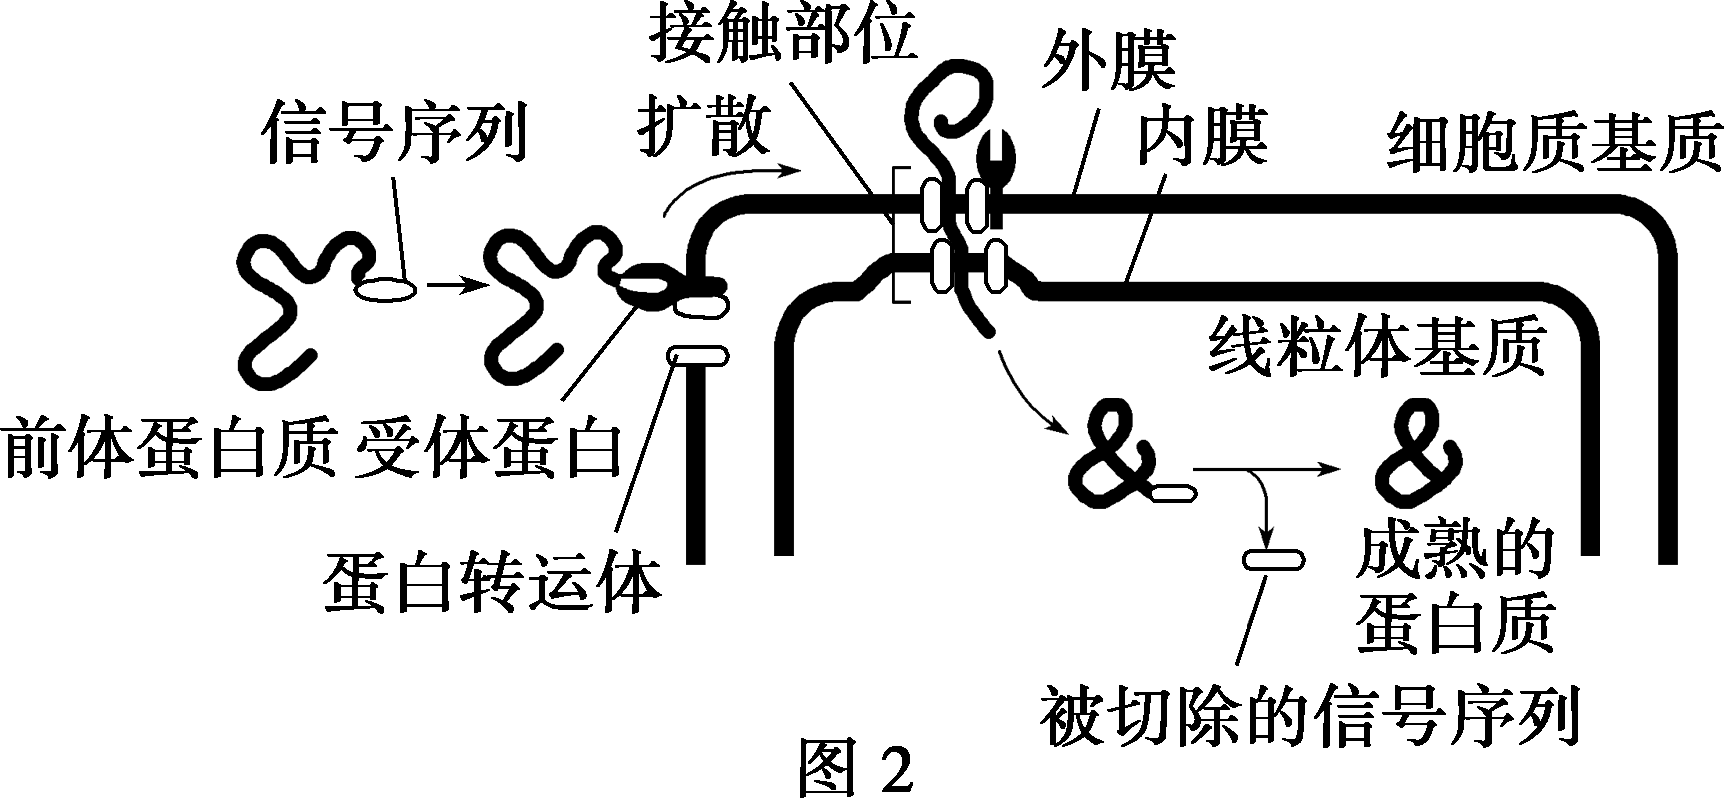 接触部位
外膜
扩散
信号序列
内膜
细胞质基质
线粒体基质
前体蛋白质 受体蛋白
蛋白转运体
成熟的
蛋白质
被切除的信号序列
图 2